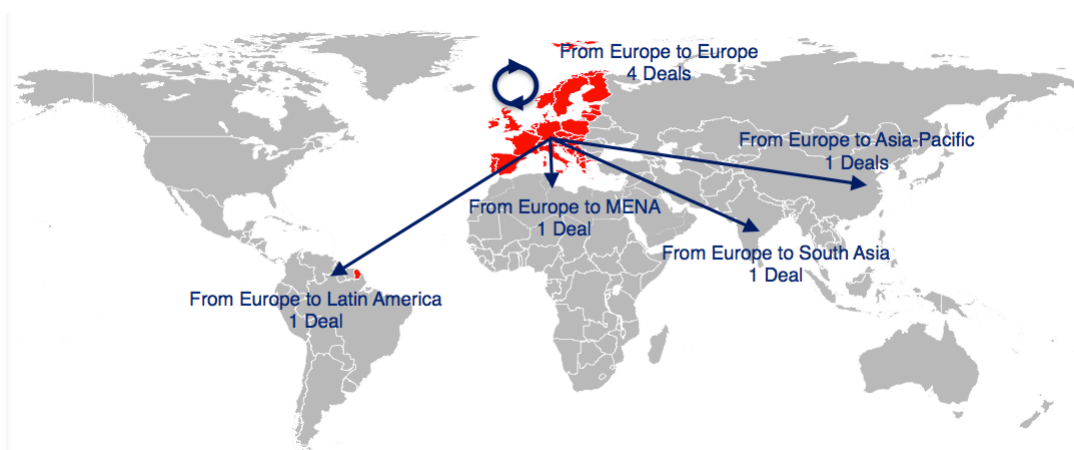 From Europe to Europe
4 Deals
From Europe to Asia-Pacific
1 Deals
From Europe to MENA
1 Deal
From Europe to South Asia
1 Deal
From Europe to Latin America
1 Deal